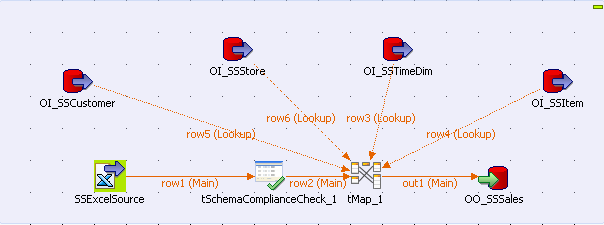 OI_SSStore
OI_SSTimeDim
OI_SSCustomer
OI_SSItem
row6 (Lookup)
row3 (Lookup)
row5 (Lookup)
row4 (Lookup)
row1 (Main)
row2 (Main)
out1 (Main)
SSExcelSource
tSchemaComplianceCheck_1
tMap_1
OO_SSSales